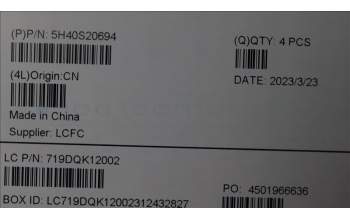 (P)P/N: 5H40S20694
(Q)QTY: 4 PCS
(4L)Origin:CN
DATE: 2023/3/23
Made in China
Supplier: LCFC
LC P/N: 719DQK12002
PO: 4501966636
BOX ID: LC719DQK12002312432827